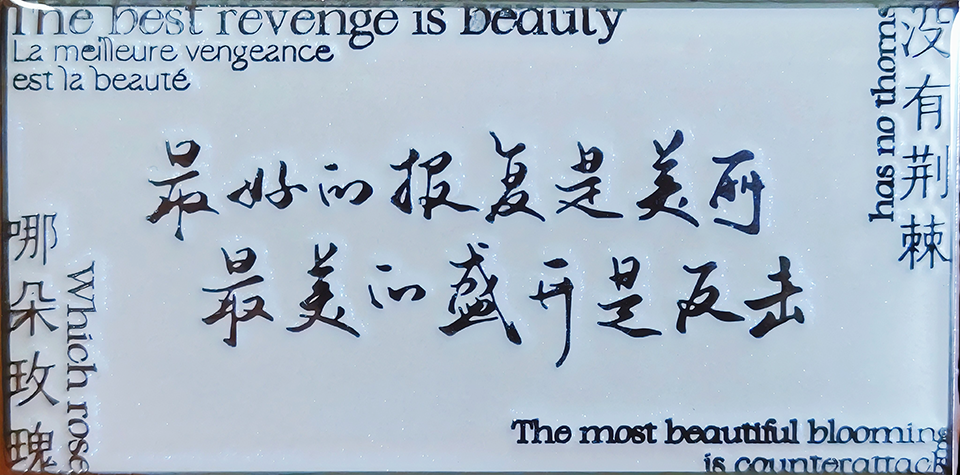 The best revenge is beauty
La meilleure vengeance
est la beauté
没有荆棘
has no thorns
最好的报复是美丽
最美的盛开是反击
哪朵玫瑰
Which rose
The most beautiful blooming
is counterattack